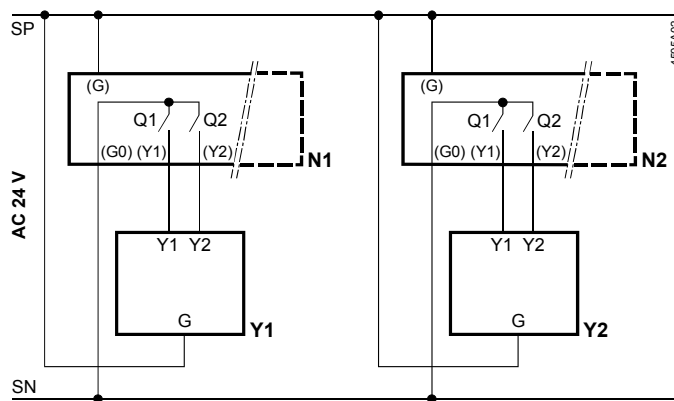 SP
(G)
Q1 Q2
(G0) (Y1) (Y2)
N1
AC 24 V
Y1 Y2
G
Y1
(G)
Q1 Q2
(G0) (Y1) (Y2)
N2
Y1 Y2
G
Y2
SN